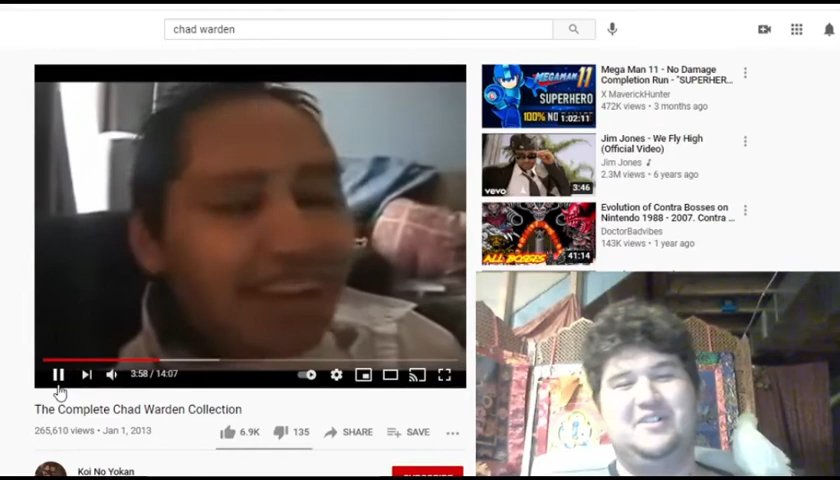 chad warden
MEGAMAN 11
SUPERHERO
1:02:11
Mega Man 11 - No Damage
Completion Run - "SUPERHER...
X MaverickHunter
472K views • 3 months ago
vevo
3:46
Jim Jones - We Fly High
(Official Video)
Jim Jones
2.3M views • 6 years ago
ALL BOSSES
41:14
Evolution of Contra Bosses on
Nintendo 1988 - 2007. Contra ...
DoctorBadvibes
143K views • 1 year ago
3:58 / 14:07
The Complete Chad Warden Collection
265,610 views • Jan 1, 2013
6.9K
135
SHARE
SAVE
Koi No Yokan